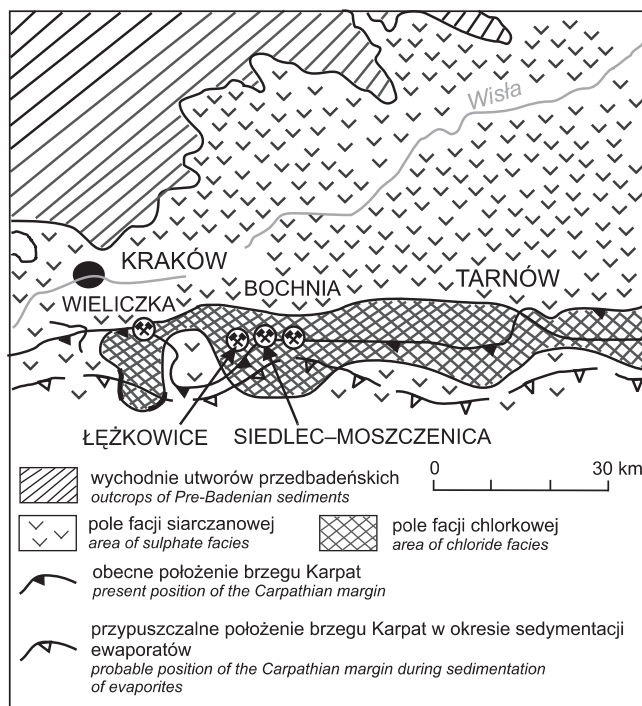 Wisła
KRAKÓW
WIELICZKA
BOCHNIA
TARNÓW
ŁĘŻKOWICE
SIEDLEC–MOSZCZENICA
wychodnie utworów przedbadeńskich
outcrops of Pre-Badenian sediments
0 30 km
pole facji siarczanowej
area of sulphate facies
pole facji chlorkowej
area of chloride facies
obecne położenie brzegu Karpat
present position of the Carpathian margin
przypuszczalne położenie brzegu Karpat w okresie sedymentacji
ewaporatów
probable position of the Carpathian margin during sedimentation
of evaporites